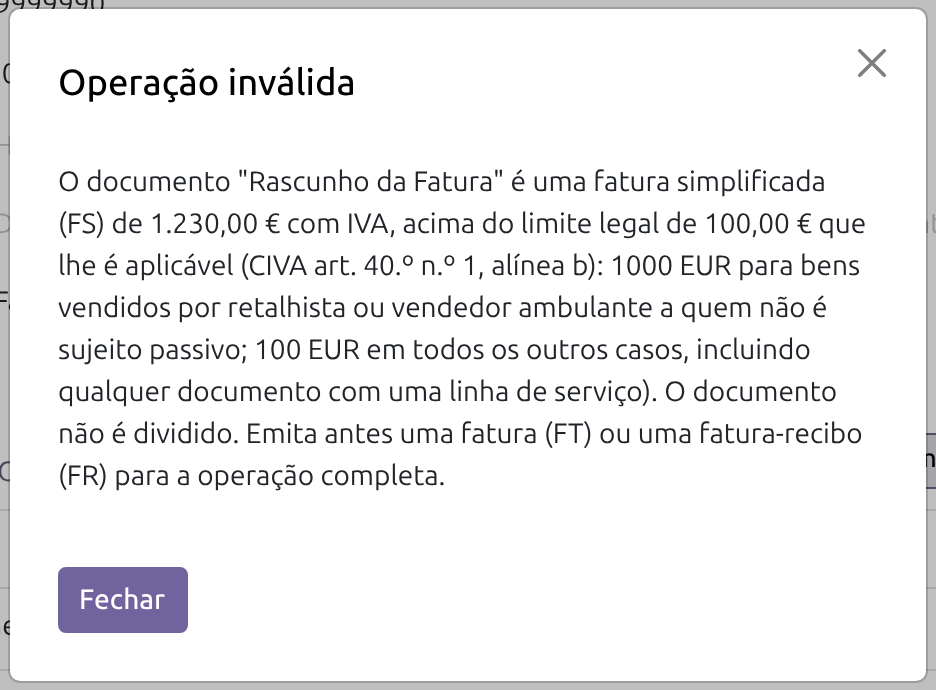 Operação inválida
O documento "Rascunho da Fatura" é uma fatura simplificada
(FS) de 1.230,00 € com IVA, acima do limite legal de 100,00 € que
lhe é aplicável (CIVA art. 40.º n.º 1, alínea b): 1000 EUR para bens
vendidos por retalhista ou vendedor ambulante a quem não é
sujeito passivo; 100 EUR em todos os outros casos, incluindo
qualquer documento com uma linha de serviço). O documento
não é dividido. Emita antes uma fatura (FT) ou uma fatura-recibo
(FR) para a operação completa.
Fechar